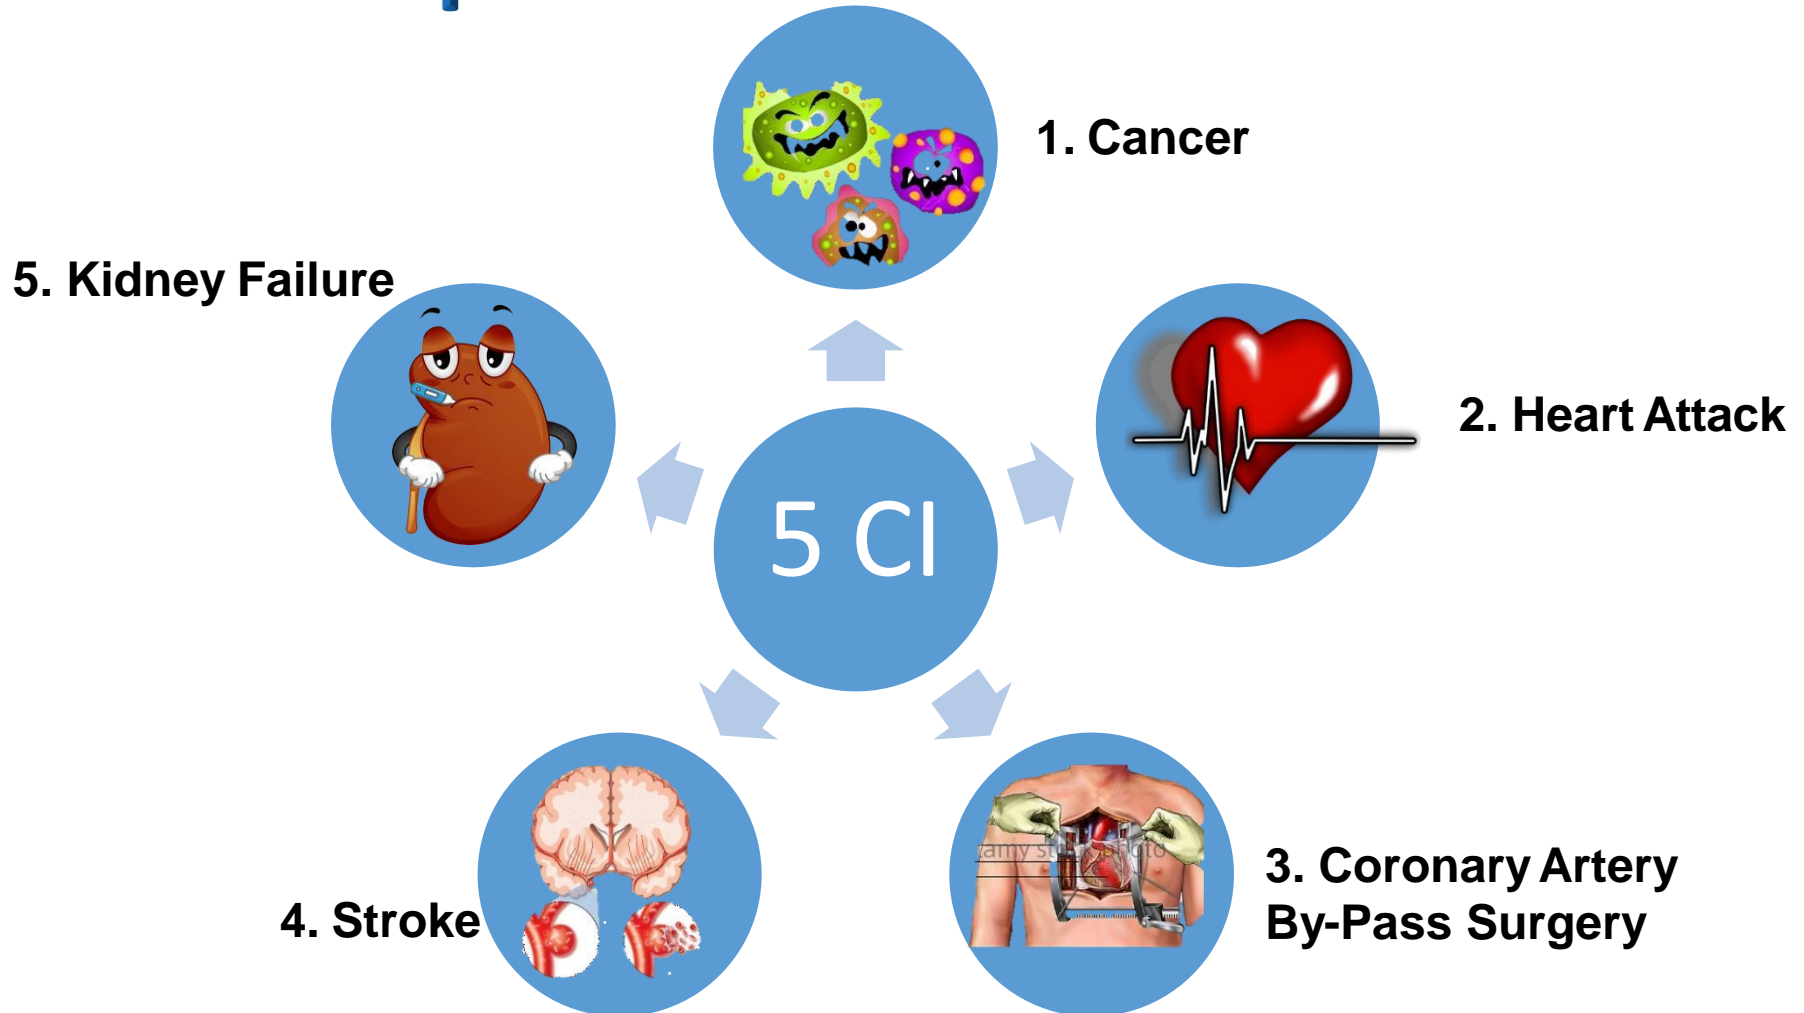 1. Cancer
5. Kidney Failure
2. Heart Attack
5 CI
3. Coronary Artery
By-Pass Surgery
4. Stroke